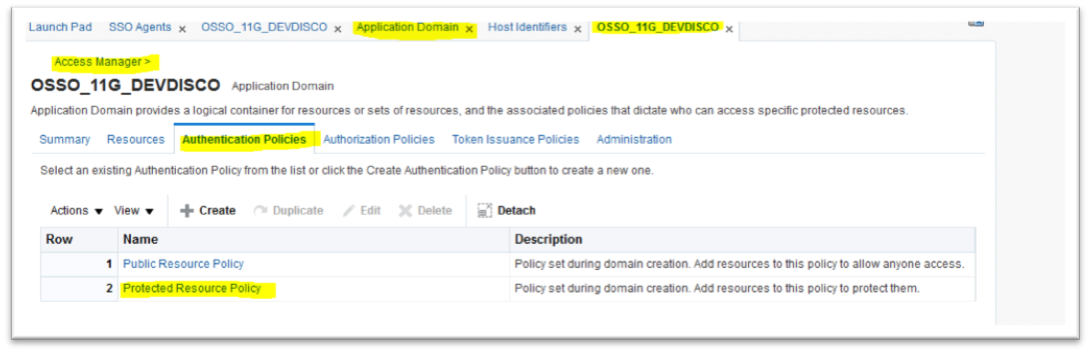 Launch Pad SSO Agents x OSSO_11G_DEVDISCO x Application Domain x Host Identifiers x OSSO_11G_DEVDISCO x
Access Manager >
OSSO_11G_DEVDISCO Application Domain
Application Domain provides a logical container for resources or sets of resources, and the associated policies that dictate who can access specific protected resources.
Summary Resources Authentication Policies Authorization Policies Token Issuance Policies Administration
Select an existing Authentication Policy from the list or click the Create Authentication Policy button to create a new one.
Actions View Create Duplicate Edit Delete Detach
Row Name Description
1 Public Resource Policy Policy set during domain creation. Add resources to this policy to allow anyone access.
2 Protected Resource Policy Policy set during domain creation. Add resources to this policy to protect them.